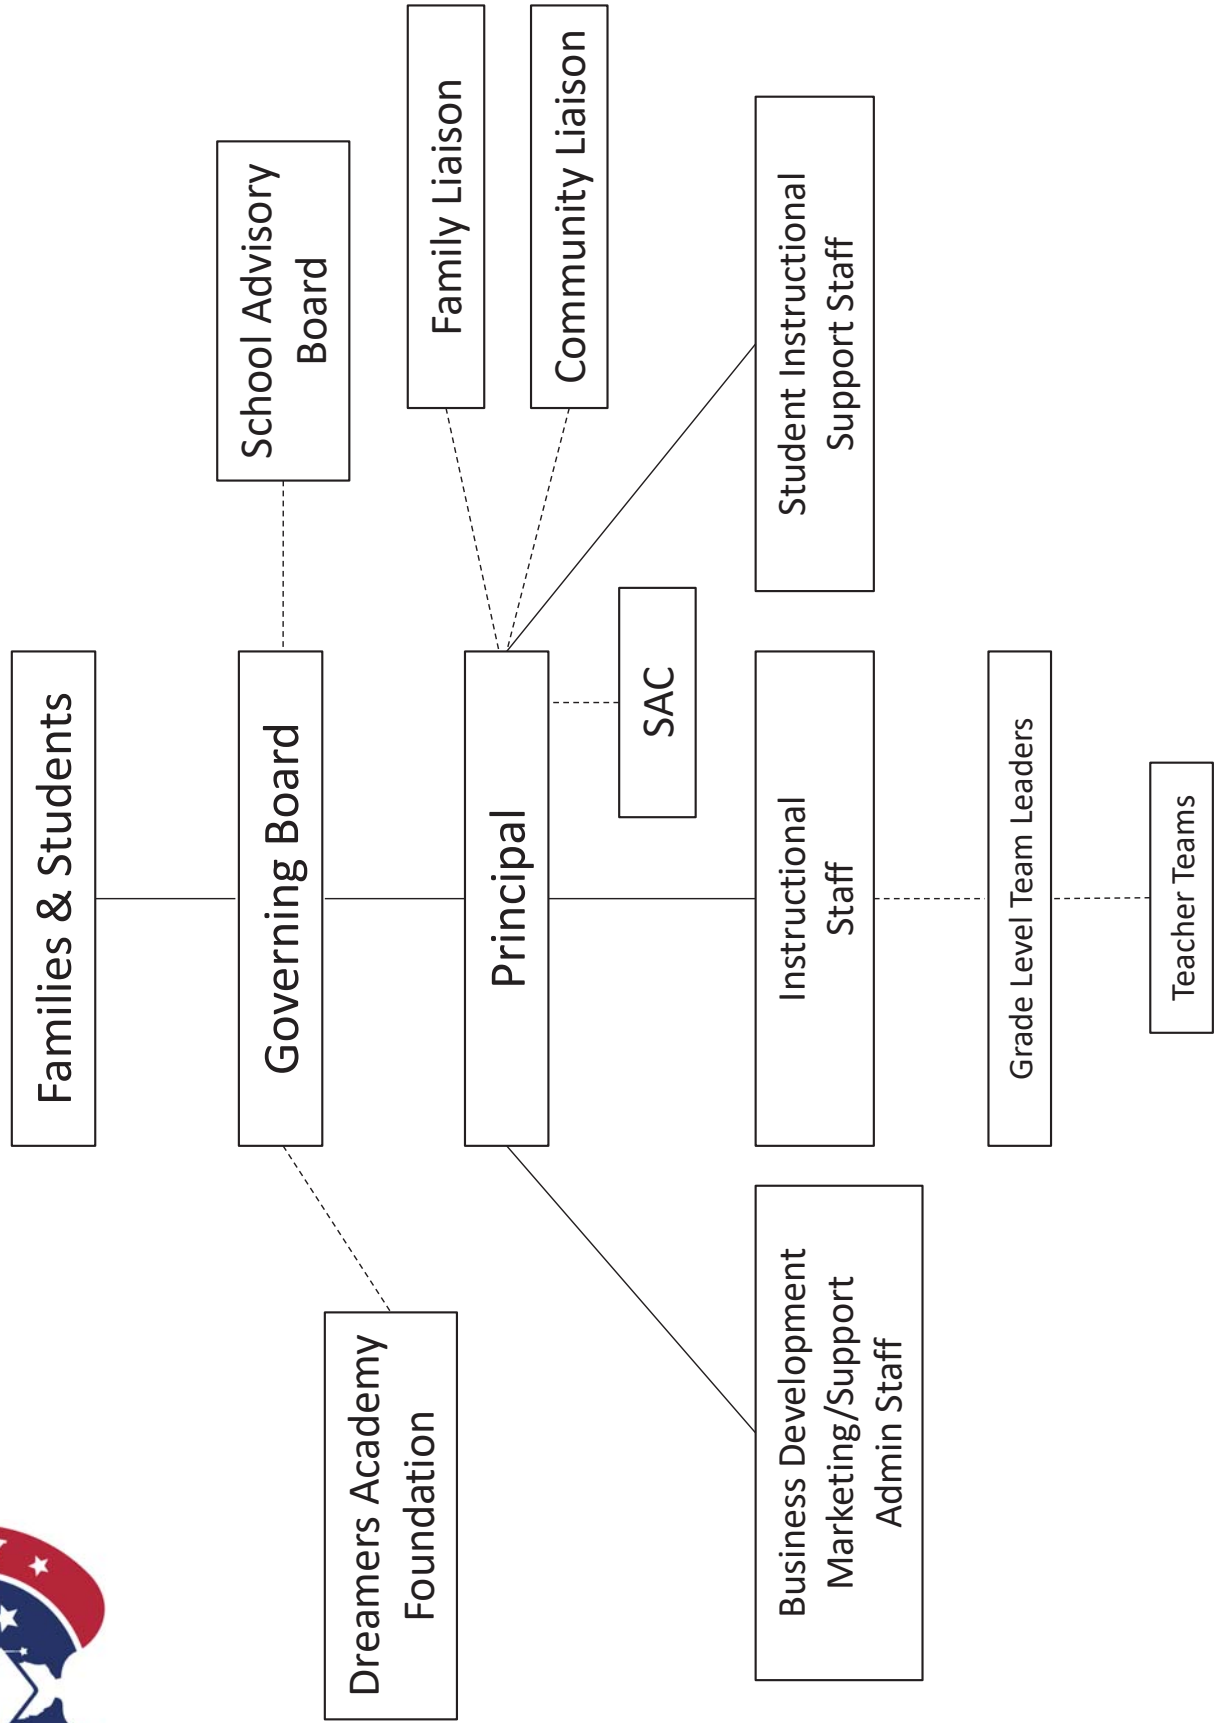 Families & Students
Governing Board
School Advisory
Board
Dreamers Academy
Foundation
Principal
Family Liaison
Community Liaison
SAC
Business Development
Marketing/Support
Admin Staff
Instructional
Staff
Student Instructional
Support Staff
Grade Level Team Leaders
Teacher Teams